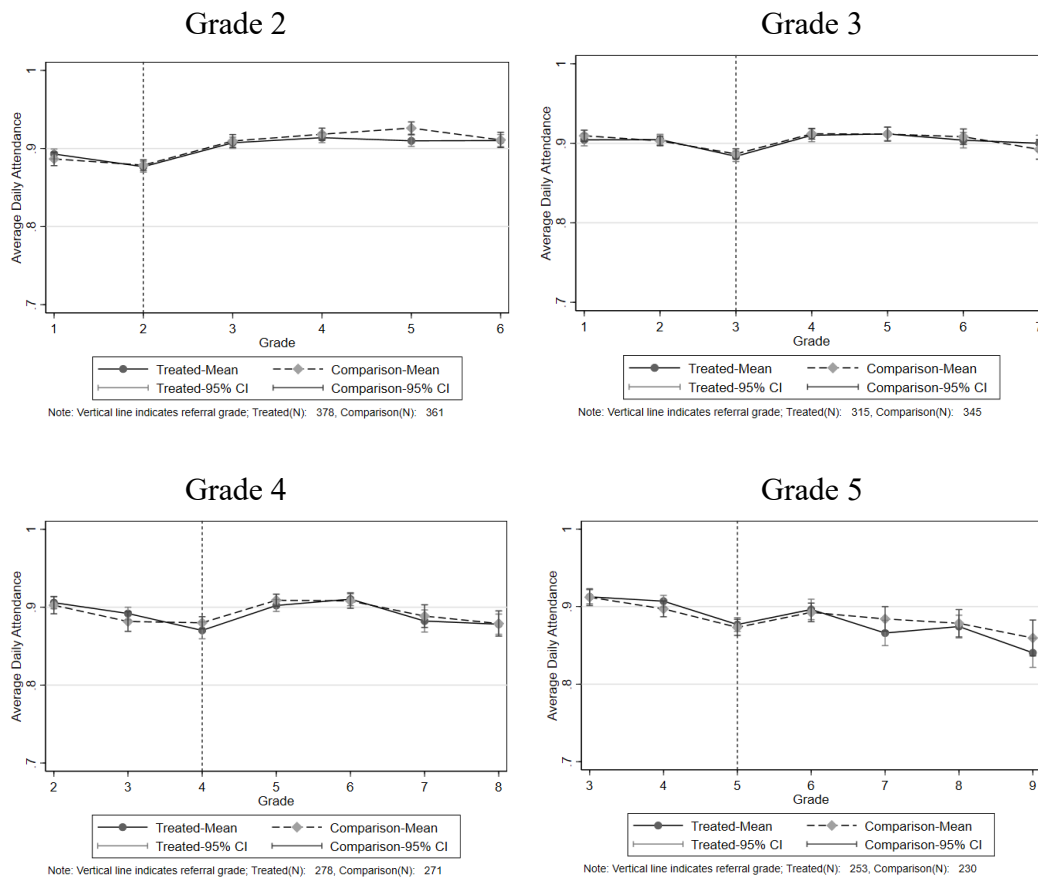 Grade 2
Average Daily Attendance
1
.9
.8
.7
1 2 3 4 5 6
Grade
Treated-Mean Comparison-Mean
Treated-95% CI Comparison-95% CI
Note: Vertical line indicates referral grade; Treated(N): 378, Comparison(N): 361
Grade 3
Average Daily Attendance
1
.9
.8
.7
1 2 3 4 5 6 7
Grade
Treated-Mean Comparison-Mean
Treated-95% CI Comparison-95% CI
Note: Vertical line indicates referral grade; Treated(N): 315, Comparison(N): 345
Grade 4
Average Daily Attendance
1
.9
.8
.7
2 3 4 5 6 7 8
Grade
Treated-Mean Comparison-Mean
Treated-95% CI Comparison-95% CI
Note: Vertical line indicates referral grade; Treated(N): 278, Comparison(N): 271
Grade 5
Average Daily Attendance
1
.9
.8
.7
3 4 5 6 7 8 9
Grade
Treated-Mean Comparison-Mean
Treated-95% CI Comparison-95% CI
Note: Vertical line indicates referral grade; Treated(N): 253, Comparison(N): 230